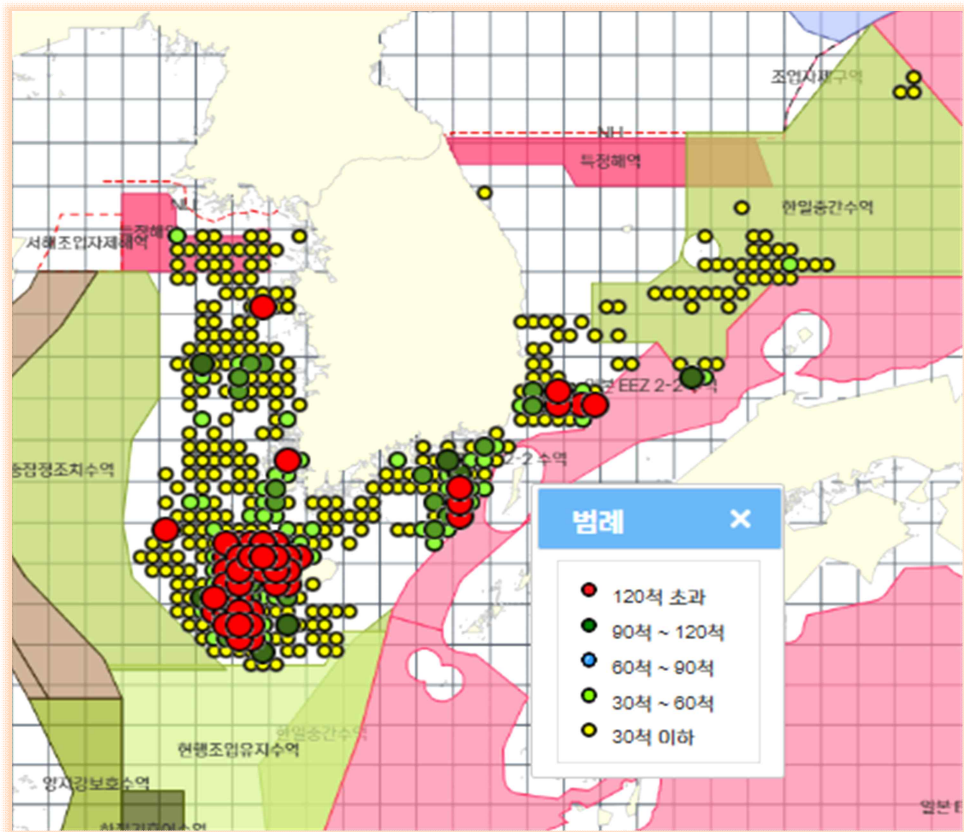 조업자제구역
NLL
특정해역
한일중간수역
NLL
특정해역
서해조업자제해역
일본 EEZ 2-2 수역
2-2 수역
잠정조치수역
범례 ×
120척 초과
90척 ~ 120척
60척 ~ 90척
30척 ~ 60척
30척 이하
한일중간수역
현행조업유지수역
양자강보호수역
일본 E